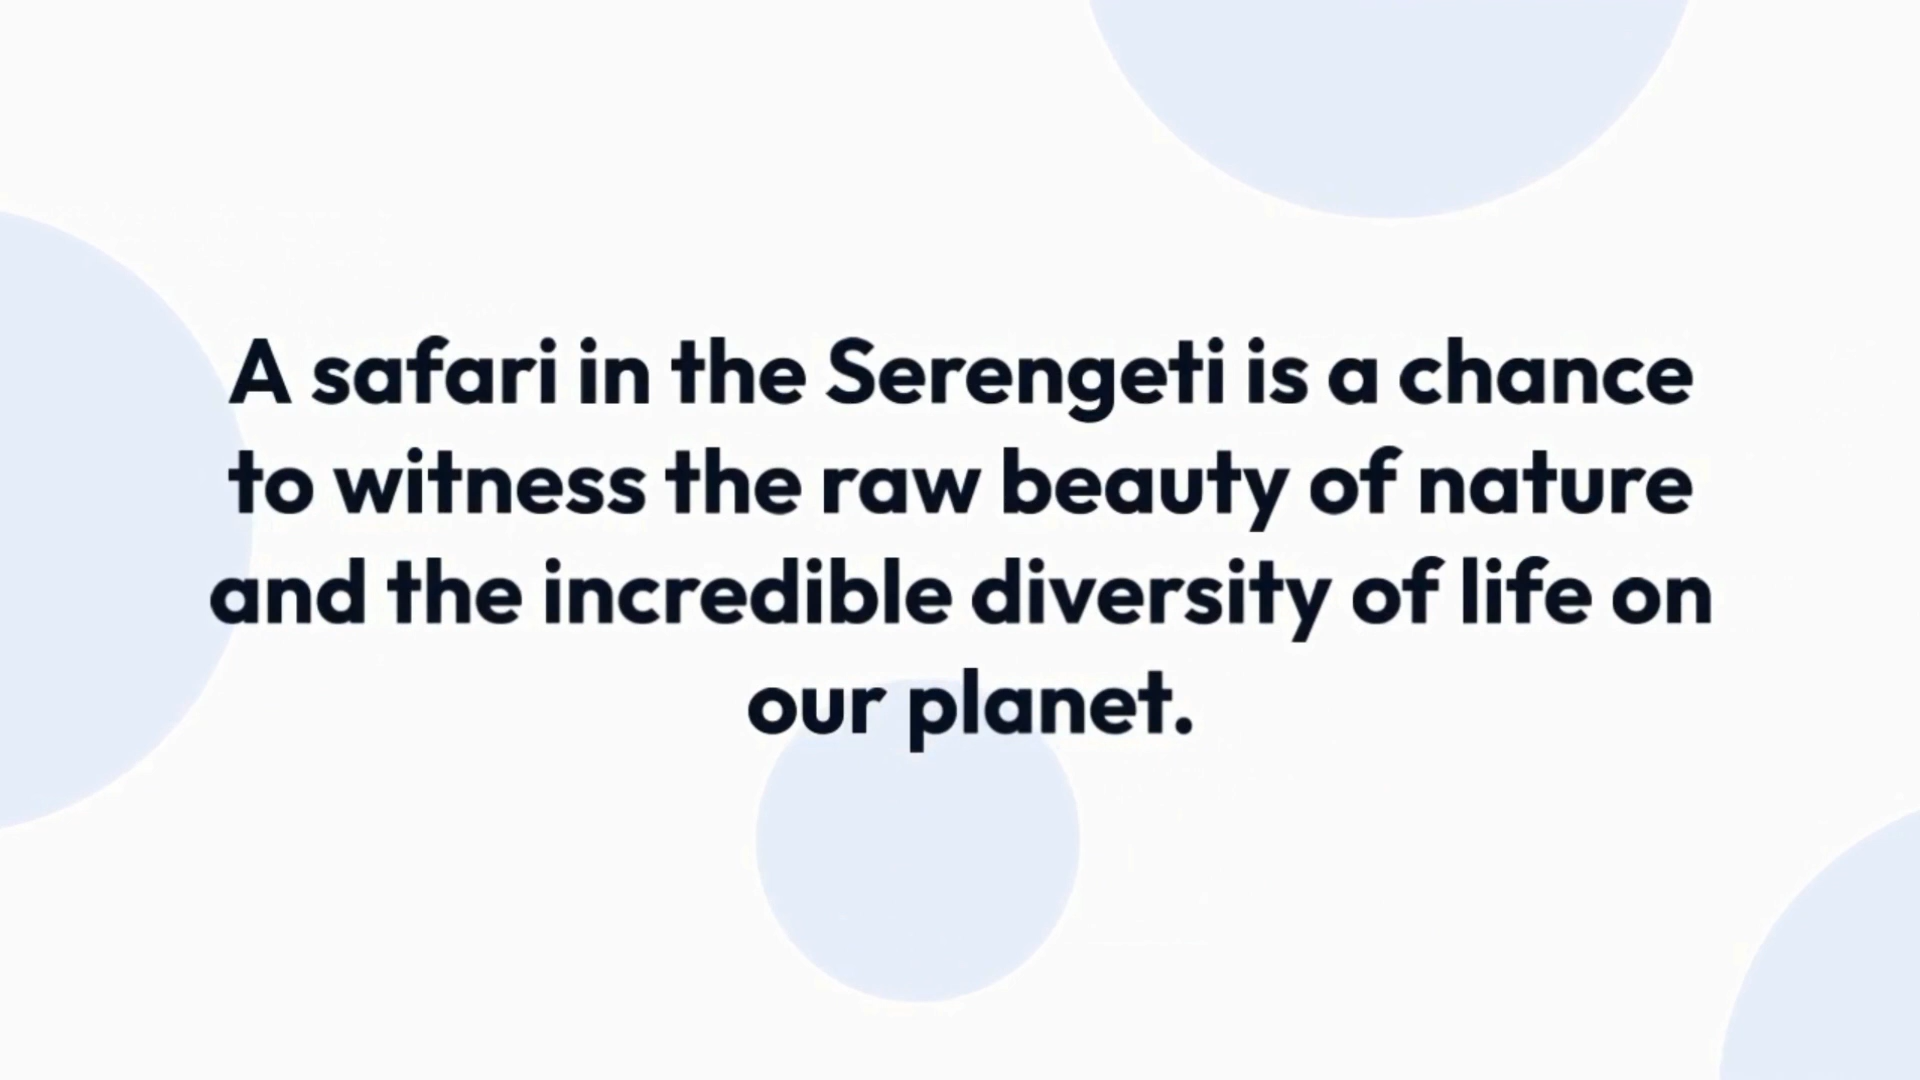 A safari in the Serengeti is a chance
to witness the raw beauty of nature
and the incredible diversity of life on
our planet.